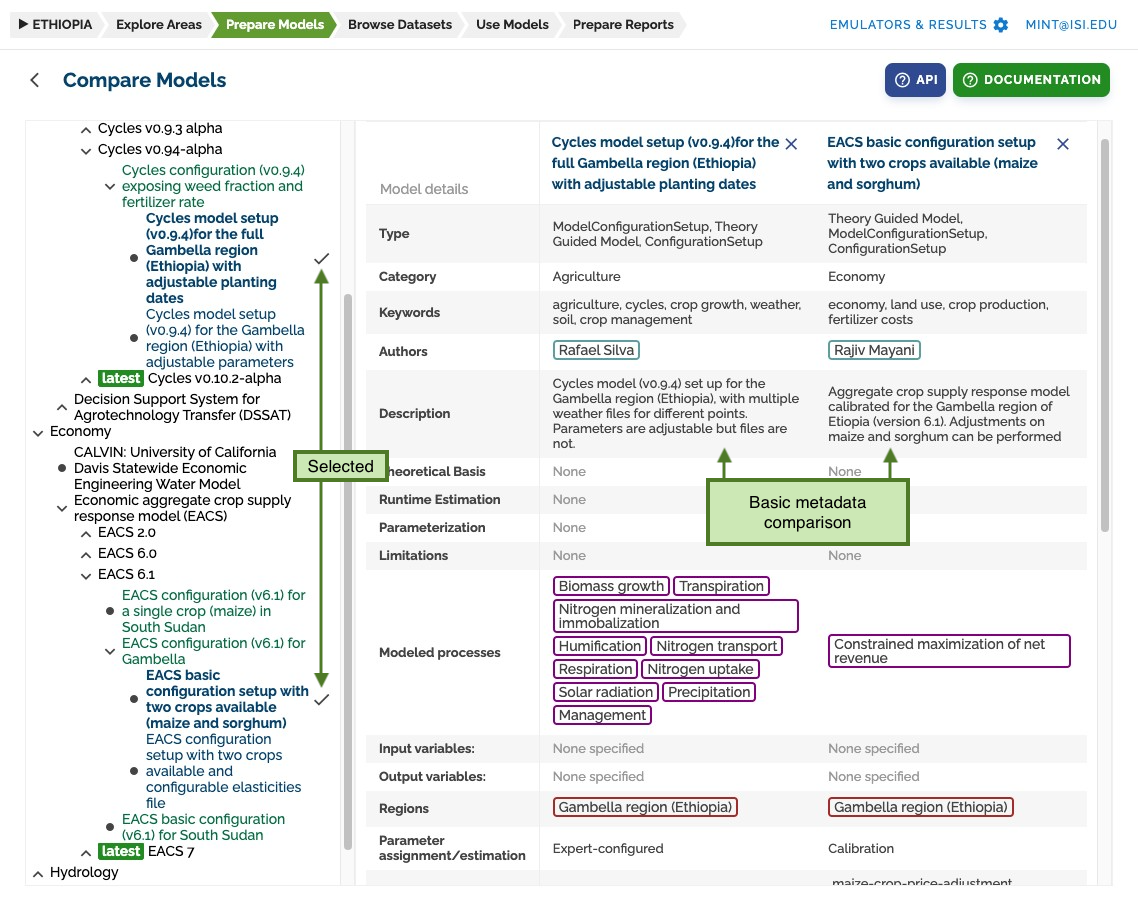 ETHIOPIA
Explore Areas
Prepare Models
Browse Datasets
Use Models
Prepare Reports
EMULATORS & RESULTS
MINT@ISI.EDU
Compare Models
API
DOCUMENTATION
Cycles v0.9.3 alpha
Cycles v0.94-alpha
Cycles configuration (v0.9.4)
exposing weed fraction and
fertilizer rate
Cycles model setup
(v0.9.4)for the full
Gambella region
(Ethiopia) with
adjustable planting
dates
Cycles model setup
(v0.9.4) for the Gambella
region (Ethiopia) with
adjustable parameters
latest Cycles v0.10.2-alpha
Decision Support System for
Agrotechnology Transfer (DSSAT)
Economy
CALVIN: University of California
Davis Statewide Economic
Engineering Water Model
Economic aggregate crop supply
response model (EACS)
EACS 2.0
EACS 6.0
EACS 6.1
EACS configuration (v6.1) for
a single crop (maize) in
South Sudan
EACS configuration (v6.1) for
Gambella
EACS basic
configuration setup with
two crops available
(maize and sorghum)
EACS configuration
setup with two crops
available and
configurable elasticities
file
EACS basic configuration
(v6.1) for South Sudan
latest EACS 7
Hydrology
Selected
Model details
Cycles model setup (v0.9.4)for the
full Gambella region (Ethiopia)
with adjustable planting dates
EACS basic configuration setup
with two crops available (maize
and sorghum)
Type
ModelConfigurationSetup, Theory
Guided Model, ConfigurationSetup
Theory Guided Model,
ModelConfigurationSetup,
ConfigurationSetup
Category
Agriculture
Economy
Keywords
agriculture, cycles, crop growth, weather,
soil, crop management
economy, land use, crop production,
fertilizer costs
Authors
Rafael Silva
Rajiv Mayani
Description
Cycles model (v0.9.4) set up for the
Gambella region (Ethiopia), with multiple
weather files for different points.
Parameters are adjustable but files are
not.
Aggregate crop supply response model
calibrated for the Gambella region of
Etiopia (version 6.1). Adjustments on
maize and sorghum can be performed
heoretical Basis
None
None
Runtime Estimation
None
Parameterization
None
Limitations
None
None
Basic metadata
comparison
Modeled processes
Biomass growth
Transpiration
Nitrogen mineralization and
immobalization
Humification
Nitrogen transport
Respiration
Nitrogen uptake
Solar radiation
Precipitation
Management
Constrained maximization of net
revenue
Input variables:
None specified
None specified
Output variables:
None specified
None specified
Regions
Gambella region (Ethiopia)
Gambella region (Ethiopia)
Parameter
assignment/estimation
Expert-configured
Calibration
maize-crop-price-adjustment